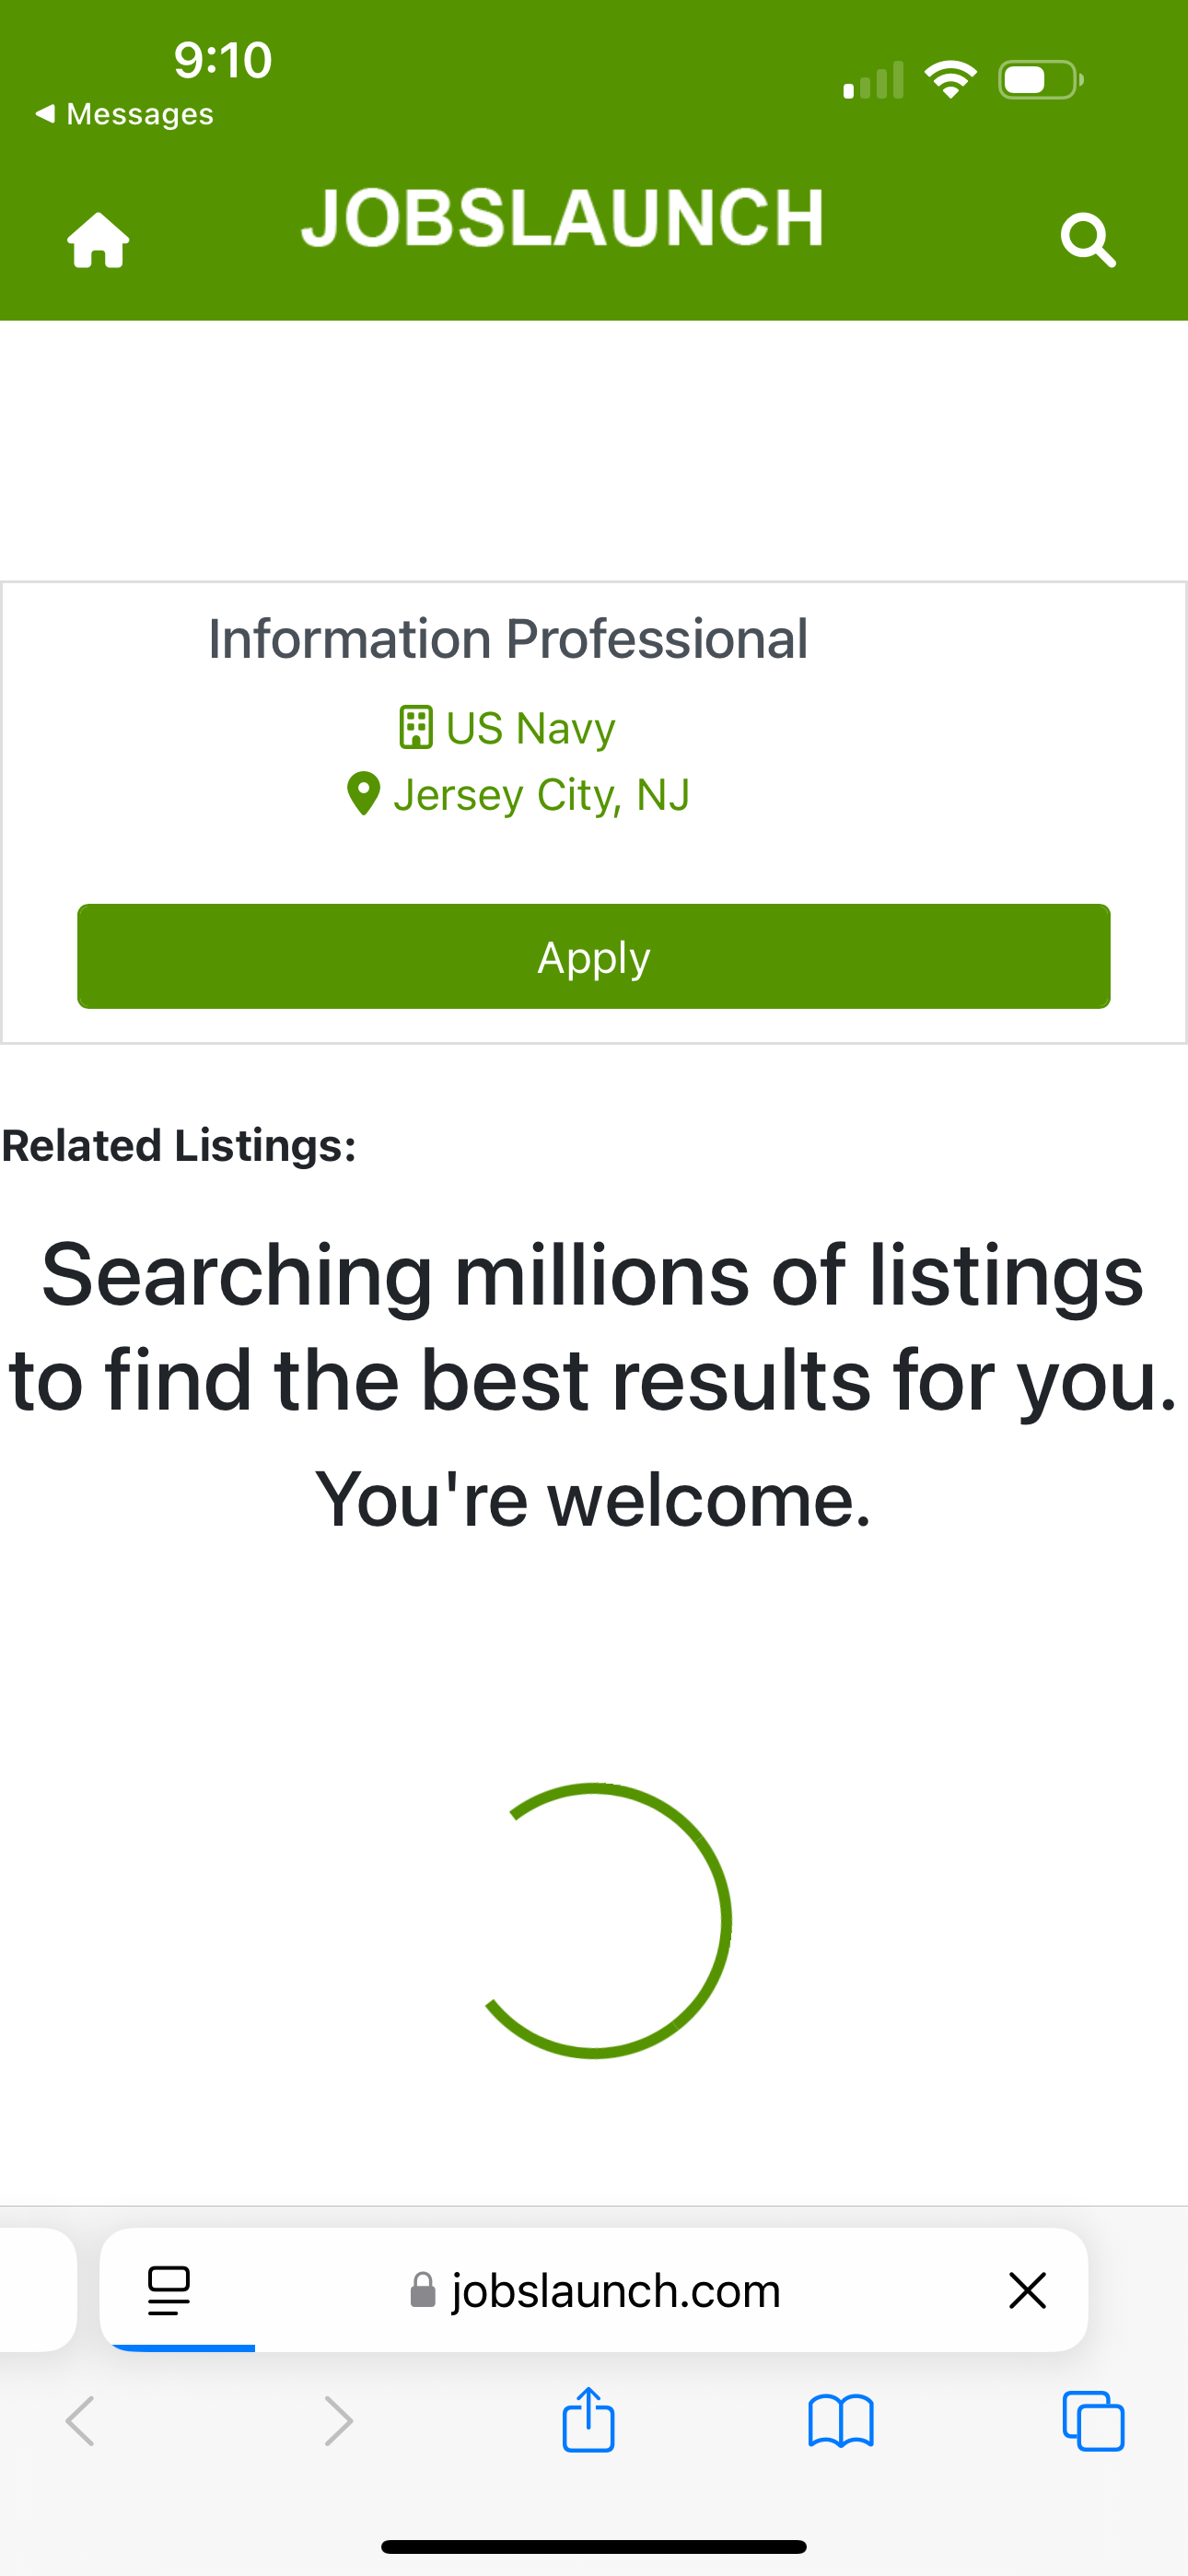 9:10
Messages
JOBSLAUNCH
Information Professional
US Navy
Jersey City, NJ
Apply
Related Listings:
Searching millions of listings
to find the best results for you.
You're welcome.
jobslaunch.com